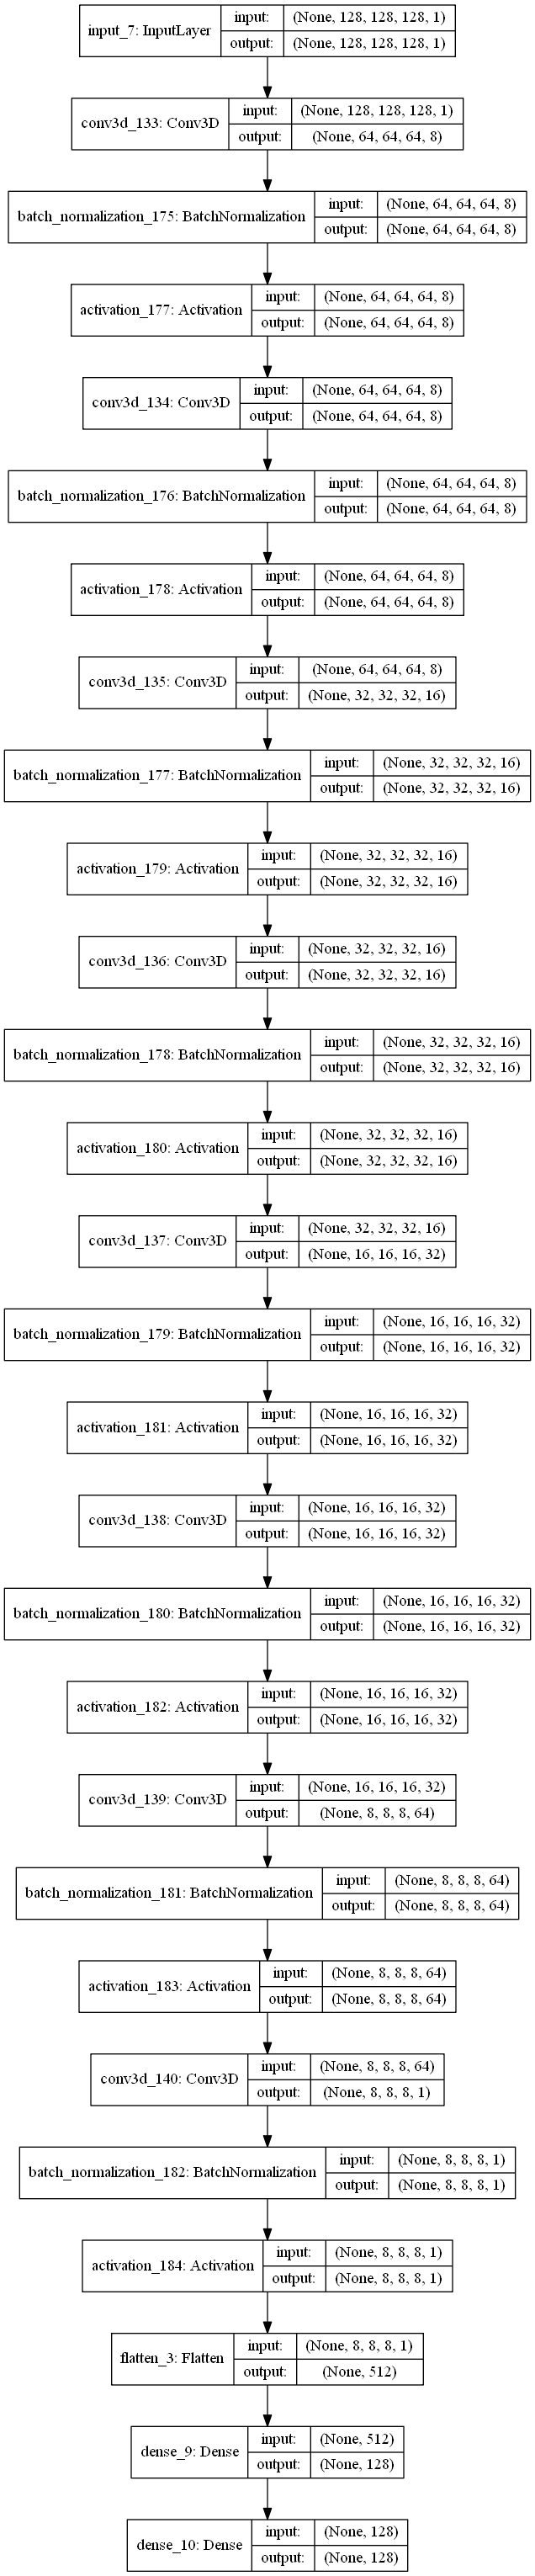 input_7: InputLayer
input: (None, 128, 128, 128, 1)
output: (None, 128, 128, 128, 1)
conv3d_133: Conv3D
input: (None, 128, 128, 128, 1)
output: (None, 64, 64, 64, 8)
batch_normalization_175: BatchNormalization
input: (None, 64, 64, 64, 8)
output: (None, 64, 64, 64, 8)
activation_177: Activation
input: (None, 64, 64, 64, 8)
output: (None, 64, 64, 64, 8)
conv3d_134: Conv3D
input: (None, 64, 64, 64, 8)
output: (None, 64, 64, 64, 8)
batch_normalization_176: BatchNormalization
input: (None, 64, 64, 64, 8)
output: (None, 64, 64, 64, 8)
activation_178: Activation
input: (None, 64, 64, 64, 8)
output: (None, 64, 64, 64, 8)
conv3d_135: Conv3D
input: (None, 64, 64, 64, 8)
output: (None, 32, 32, 32, 16)
batch_normalization_177: BatchNormalization
input: (None, 32, 32, 32, 16)
output: (None, 32, 32, 32, 16)
activation_179: Activation
input: (None, 32, 32, 32, 16)
output: (None, 32, 32, 32, 16)
conv3d_136: Conv3D
input: (None, 32, 32, 32, 16)
output: (None, 32, 32, 32, 16)
batch_normalization_178: BatchNormalization
input: (None, 32, 32, 32, 16)
output: (None, 32, 32, 32, 16)
activation_180: Activation
input: (None, 32, 32, 32, 16)
output: (None, 32, 32, 32, 16)
conv3d_137: Conv3D
input: (None, 32, 32, 32, 16)
output: (None, 16, 16, 16, 32)
batch_normalization_179: BatchNormalization
input: (None, 16, 16, 16, 32)
output: (None, 16, 16, 16, 32)
activation_181: Activation
input: (None, 16, 16, 16, 32)
output: (None, 16, 16, 16, 32)
conv3d_138: Conv3D
input: (None, 16, 16, 16, 32)
output: (None, 16, 16, 16, 32)
batch_normalization_180: BatchNormalization
input: (None, 16, 16, 16, 32)
output: (None, 16, 16, 16, 32)
activation_182: Activation
input: (None, 16, 16, 16, 32)
output: (None, 16, 16, 16, 32)
conv3d_139: Conv3D
input: (None, 16, 16, 16, 32)
output: (None, 8, 8, 8, 64)
batch_normalization_181: BatchNormalization
input: (None, 8, 8, 8, 64)
output: (None, 8, 8, 8, 64)
activation_183: Activation
input: (None, 8, 8, 8, 64)
output: (None, 8, 8, 8, 64)
conv3d_140: Conv3D
input: (None, 8, 8, 8, 64)
output: (None, 8, 8, 8, 1)
batch_normalization_182: BatchNormalization
input: (None, 8, 8, 8, 1)
output: (None, 8, 8, 8, 1)
activation_184: Activation
input: (None, 8, 8, 8, 1)
output: (None, 8, 8, 8, 1)
flatten_3: Flatten
input: (None, 8, 8, 8, 1)
output: (None, 512)
dense_9: Dense
input: (None, 512)
output: (None, 128)
dense_10: Dense
input: (None, 128)
output: (None, 128)